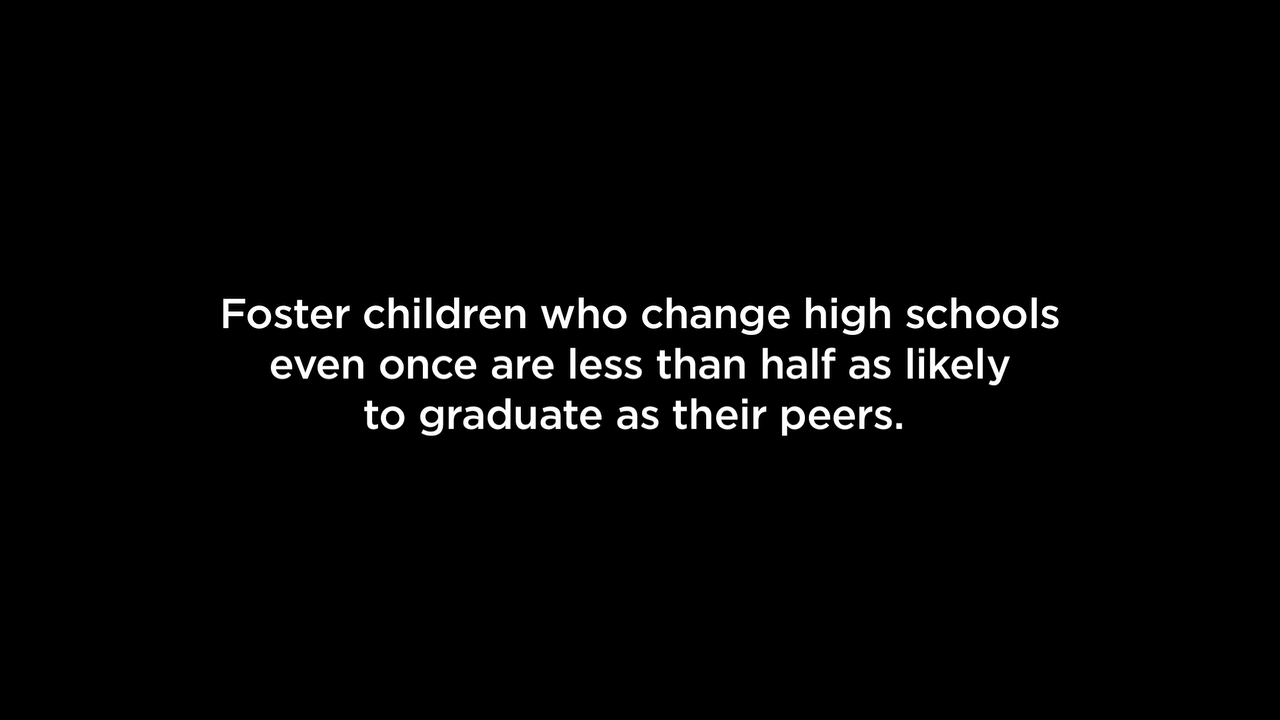 Foster children who change high schools
even once are less than half as likely
to graduate as their peers.